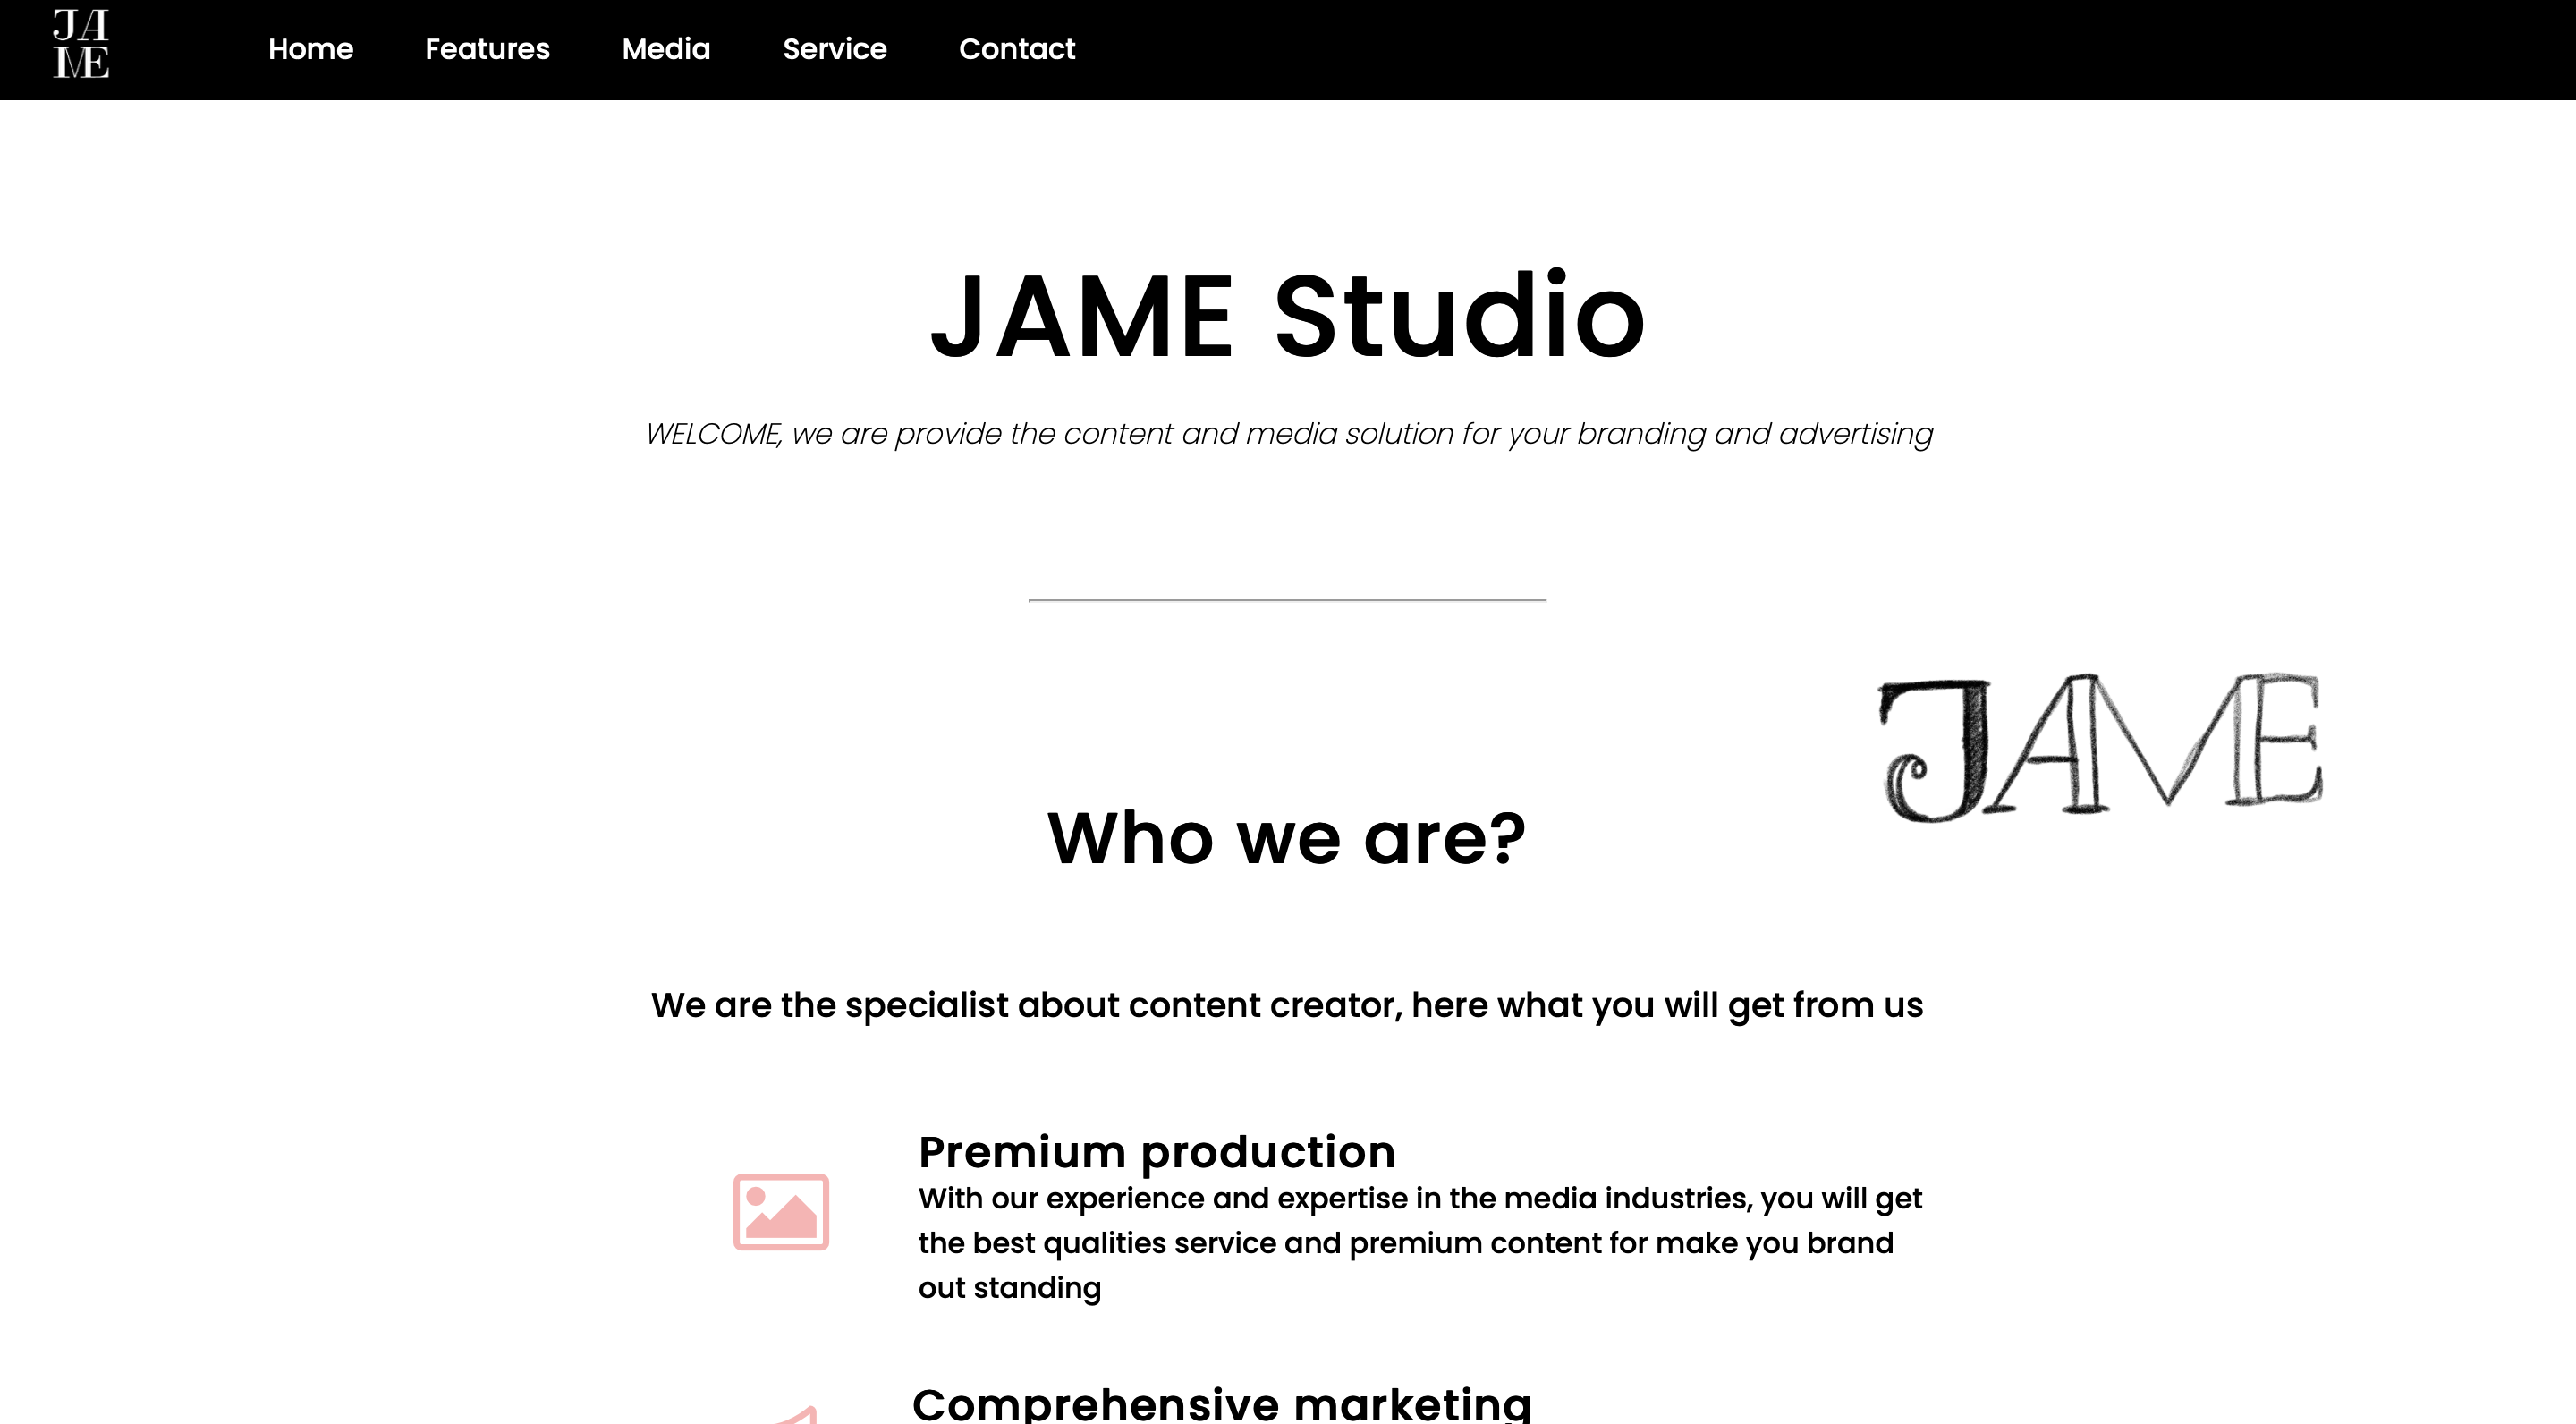 JA
ME
Home Features Media Service Contact
JAME Studio
WELCOME, we are provide the content and media solution for your branding and advertising
JAME
Who we are?
We are the specialist about content creator, here what you will get from us
Premium production
With our experience and expertise in the media industries, you will get
the best qualities service and premium content for make you brand
out standing
Comprehensive marketing